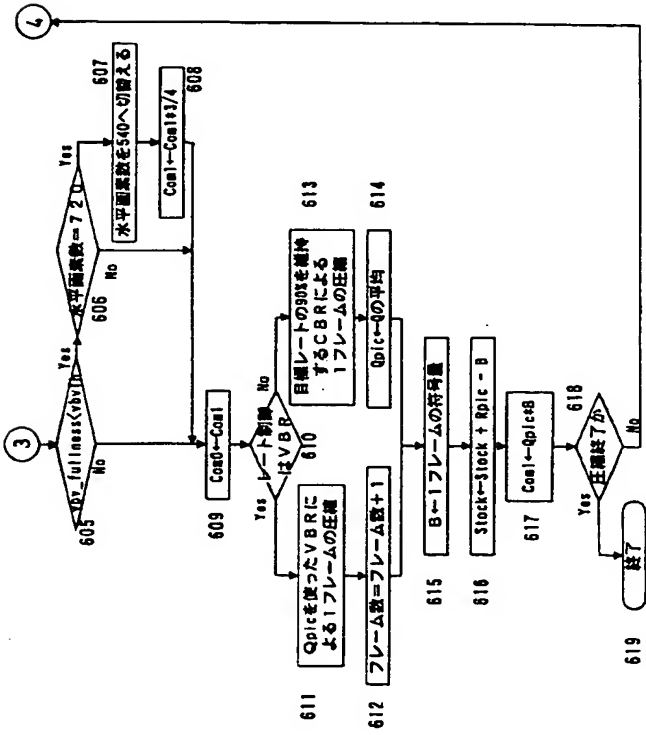 3
4
vbv_fullness<vbvth
Yes
No
605
水平画素数=720
Yes
No
606
水平画素数を540へ切替える
607
Com1←Com1*3/4
608
Com0←Com1
609
レート制御
はVBR
Yes
No
610
Qpicを使ったVBRに
よる1フレームの圧縮
611
フレーム数=フレーム数+1
612
目標レートの90%を維持
するCBRによる
1フレームの圧縮
613
Qpic←Qの平均
614
B←1フレームの符号量
615
Stock←Stock + Rpic - B
616
Com1←Qpic*B
617
圧縮終了か
Yes
No
618
終了
619